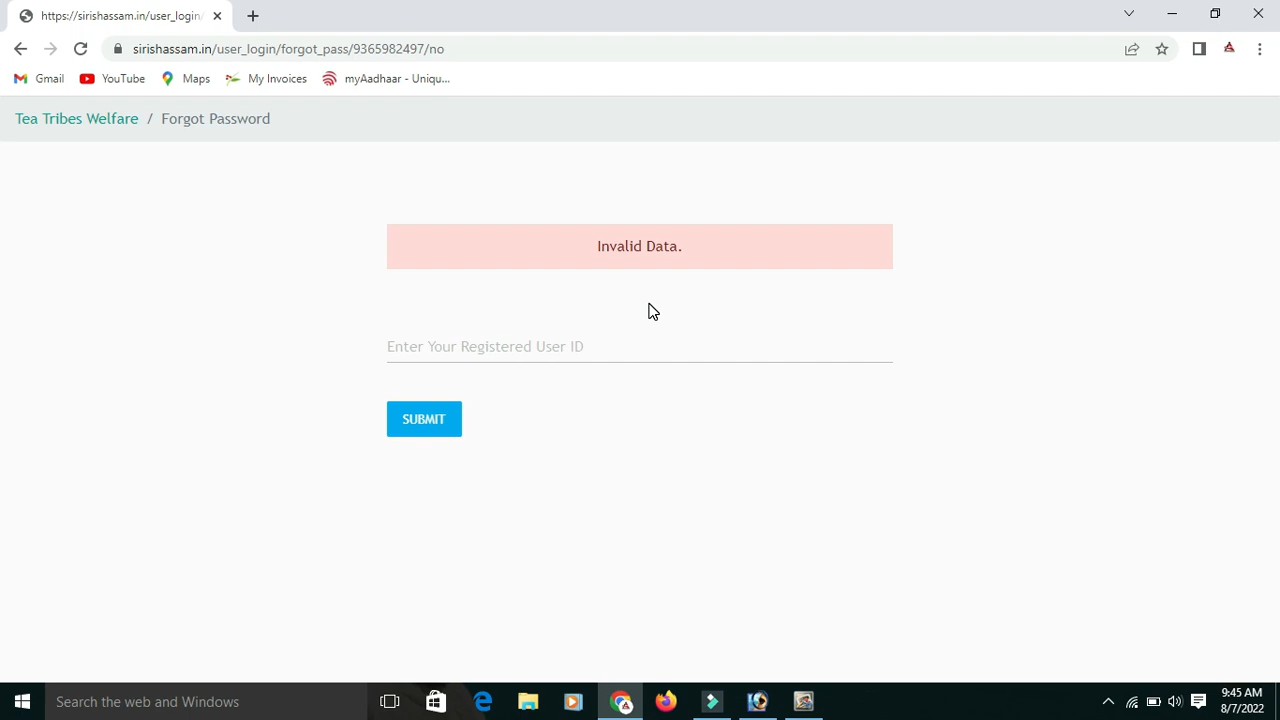 https://sirishassam.in/user_login/
sirishassam.in/user_login/forgot_pass/9365982497/no
Gmail YouTube Maps My Invoices myAadhaar - Uniqu...
Tea Tribes Welfare / Forgot Password
Invalid Data.
Enter Your Registered User ID
SUBMIT
Search the web and Windows
9:45 AM
8/7/2022